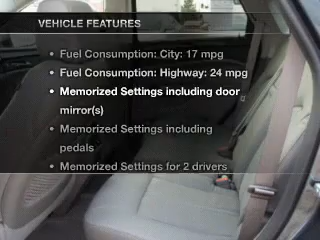 VEHICLE FEATURES
• Fuel Consumption: City: 17 mpg
• Fuel Consumption: Highway: 24 mpg
• Memorized Settings including door
mirror(s)
• Memorized Settings including
pedals
• Memorized Settings for 2 drivers